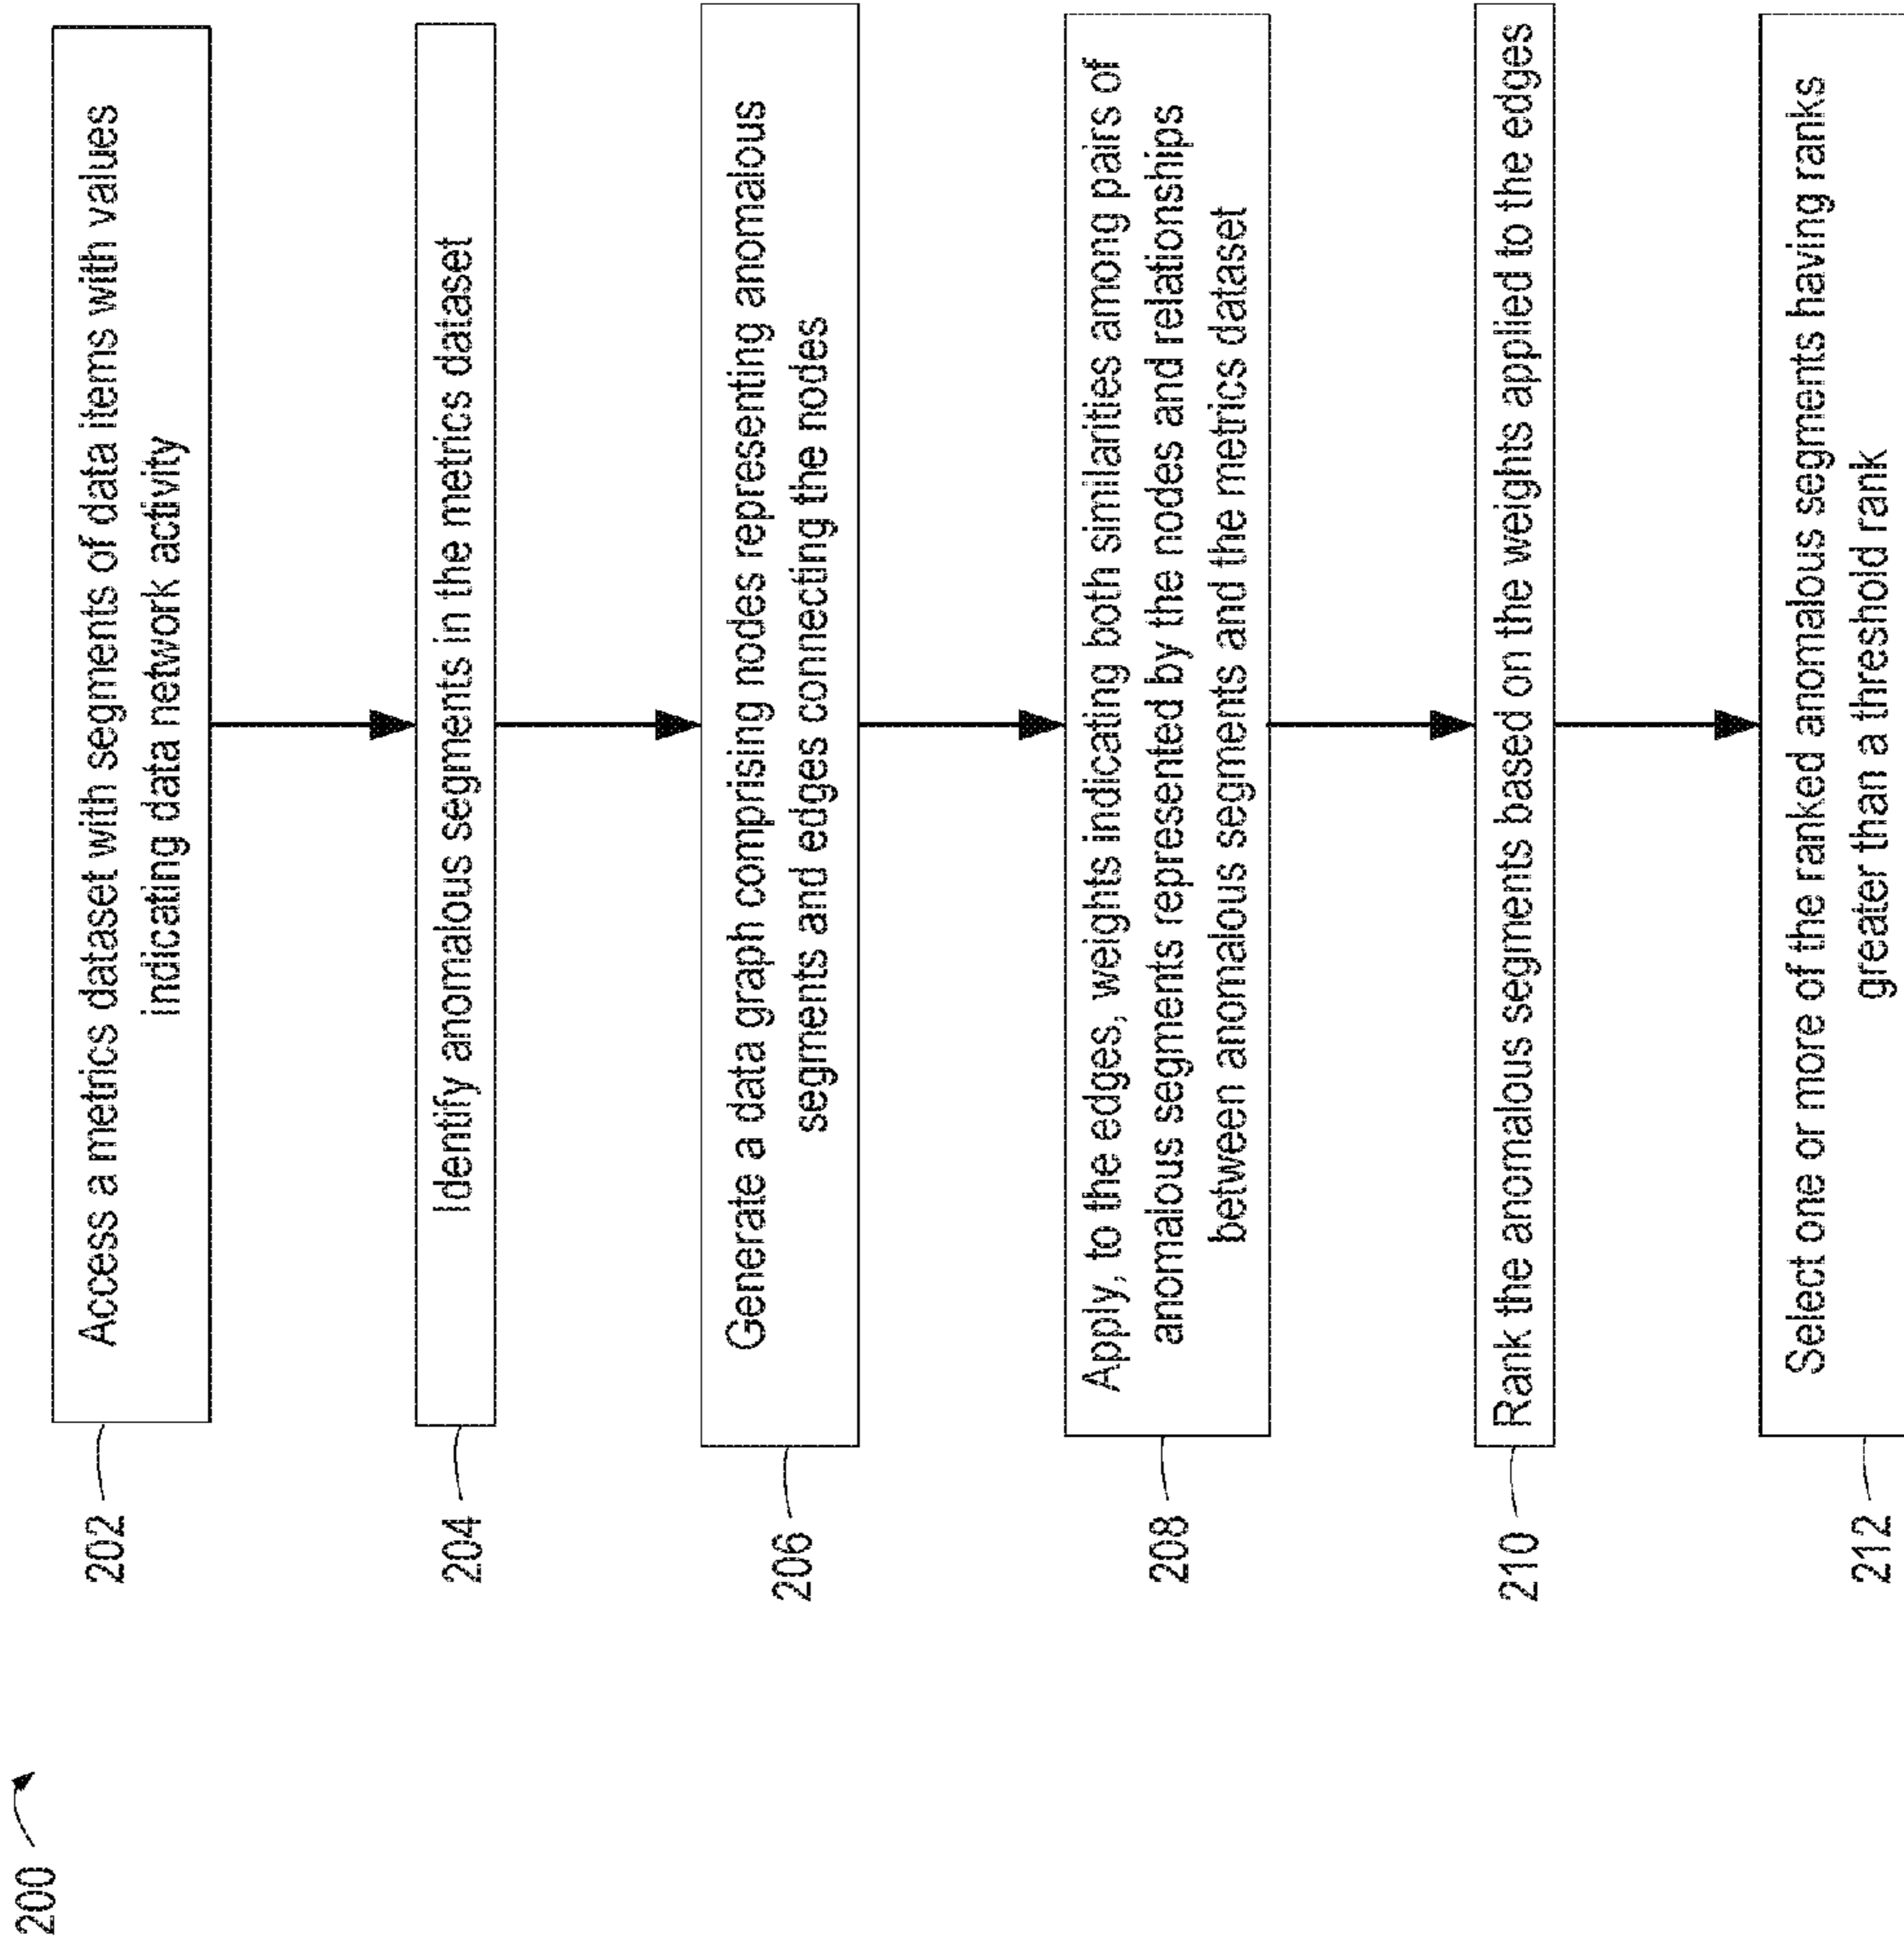 200
202
Access a metrics dataset with segments of data items with values
indicating data network activity
204
Identify anomalous segments in the metrics dataset
206
Generate a data graph comprising nodes representing anomalous
segments and edges connecting the nodes
208
Apply, to the edges, weights indicating both similarities among pairs of
anomalous segments represented by the nodes and relationships
between anomalous segments and the metrics dataset
210
Rank the anomalous segments based on the weights applied to the edges
212
Select one or more of the ranked anomalous segments having ranks
greater than a threshold rank